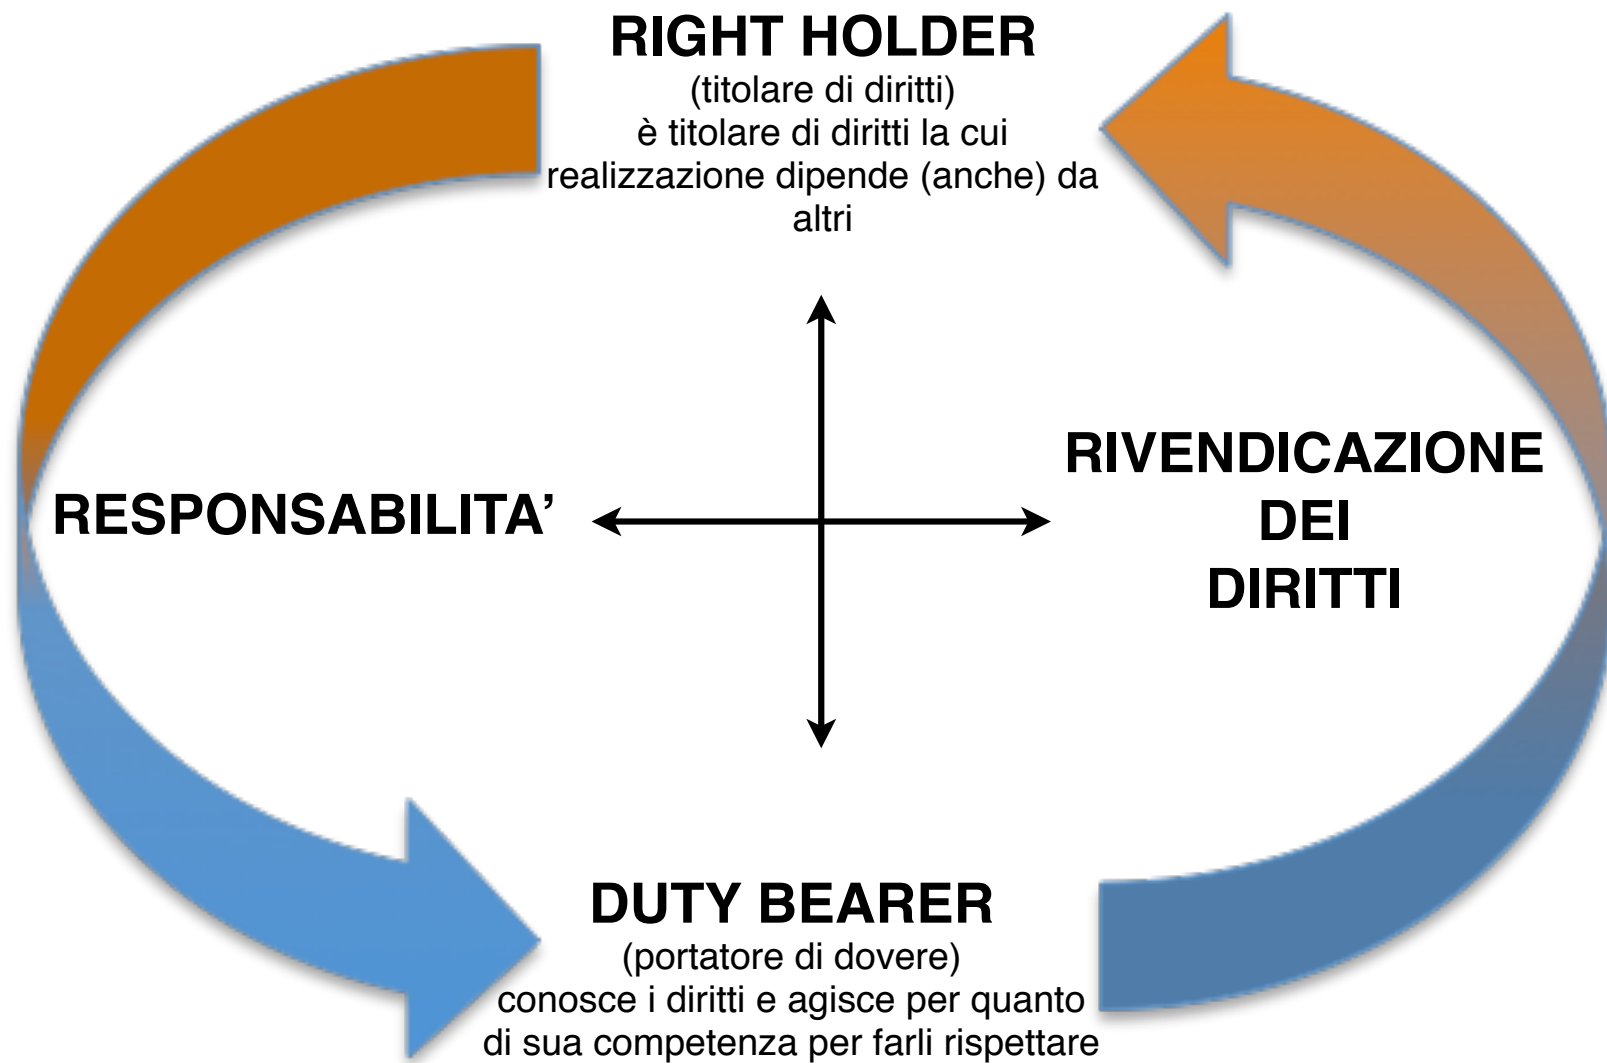 RIGHT HOLDER
(titolare di diritti)
è titolare di diritti la cui
realizzazione dipende (anche) da
altri
RESPONSABILITA’
RIVENDICAZIONE
DEI
DIRITTI
DUTY BEARER
(portatore di dovere)
conosce i diritti e agisce per quanto
di sua competenza per farli rispettare